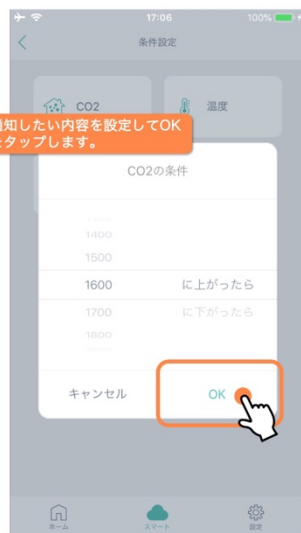 17:06
100%
条件設定
CO2
温度
知したい内容を設定してOK
タップします。
CO2の条件
1400
1500
1600 に上がったら
1700 に下がったら
1800
キャンセル OK
ホーム スマート 設定